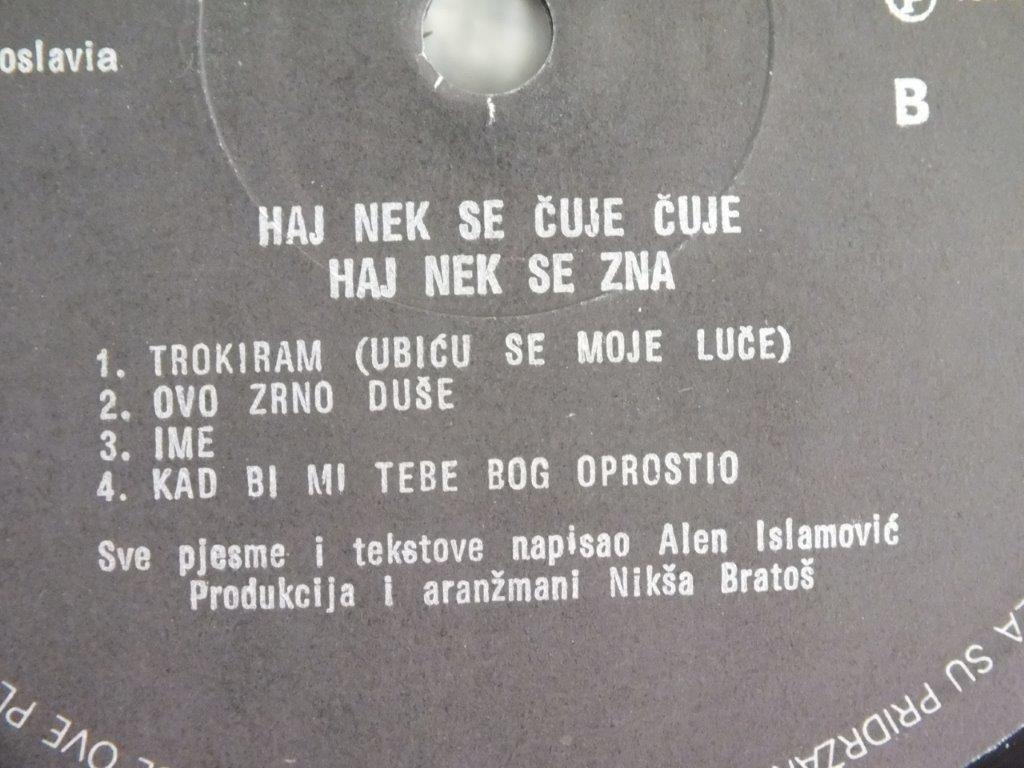 oslavia
B
HAJ NEK SE ČUJE ČUJE
HAJ NEK SE ZNA
1. TROKIRAM (UBIĆU SE MOJE LUČE)
2. OVO ZRNO DUŠE
3. IME
4. KAD BI MI TEBE BOG OPROSTIO
Sve pjesme i tekstove napisao Alen Islamović
Produkcija i aranžmani Nikša Bratoš
A SU PRIDRŽA
E OVE PL